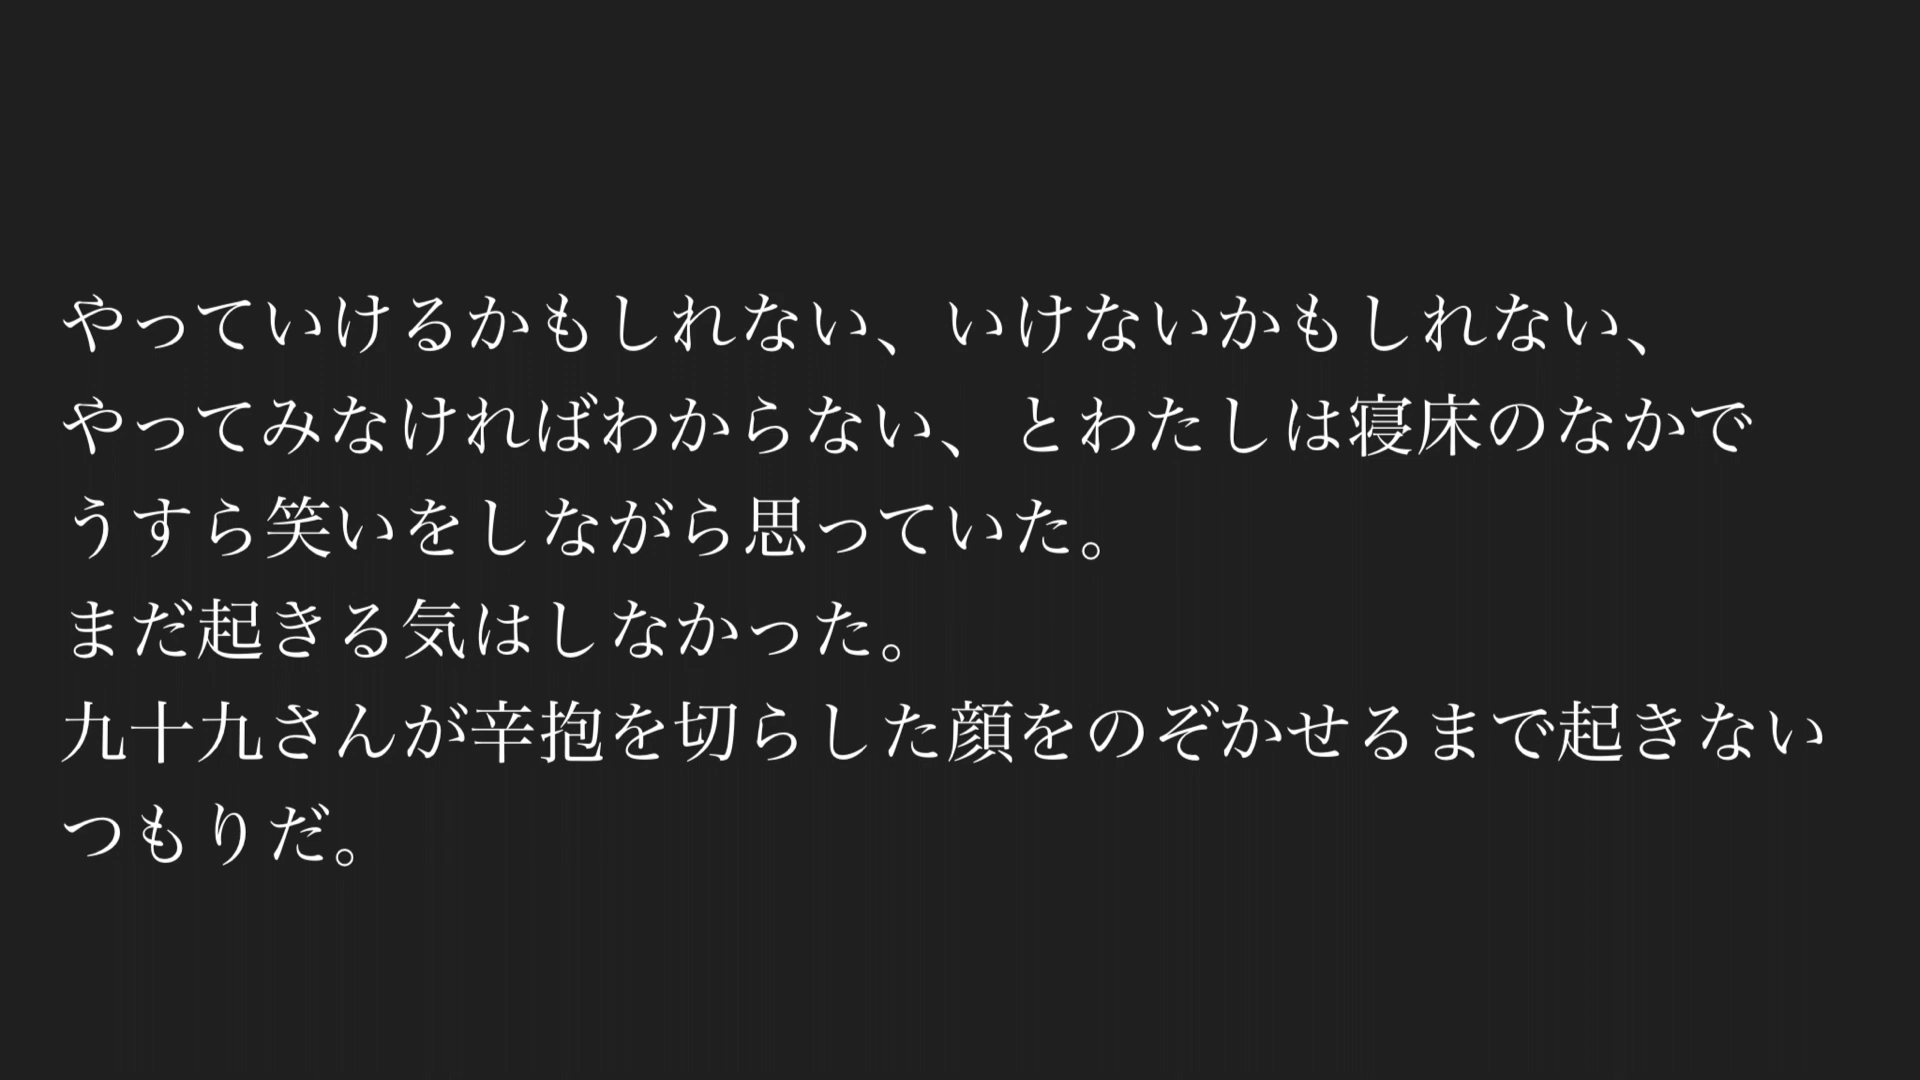 やっていけるかもしれない、いけないかもしれない、
やってみなければわからない、とわたしは寝床のなかで
うすら笑いをしながら思っていた。
まだ起きる気はしなかった。
九十九さんが辛抱を切らした顔をのぞかせるまで起きない
つもりだ。